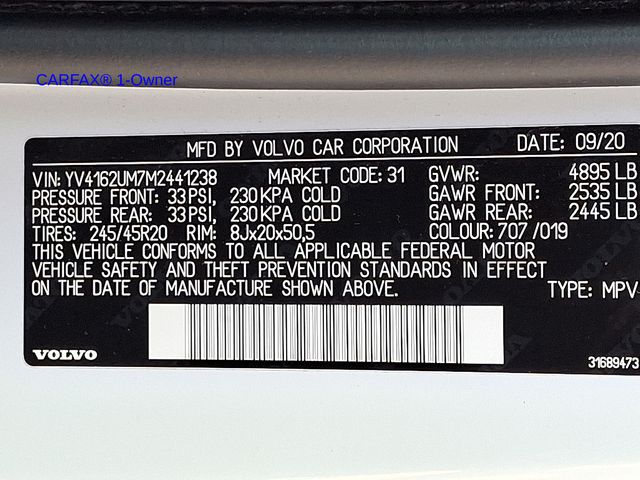 CARFAX® 1-Owner
MFD BY VOLVO CAR CORPORATION DATE: 09/20
VIN: YV4162UM7M2441238 MARKET CODE: 31 GVWR: 4895 LB
PRESSURE FRONT: 33 PSI, 230 KPA COLD GAWR FRONT: 2535 LB
PRESSURE REAR: 33 PSI, 230 KPA COLD GAWR REAR: 2445 LB
TIRES: 245/45R20 RIM: 8Jx20x50,5 COLOUR: 707 /019
THIS VEHICLE CONFORMS TO ALL APPLICABLE FEDERAL MOTOR
VEHICLE SAFETY AND THEFT PREVENTION STANDARDS IN EFFECT
ON THE DATE OF MANUFACTURE SHOWN ABOVE. TYPE: MPV
VOLVO 31689473